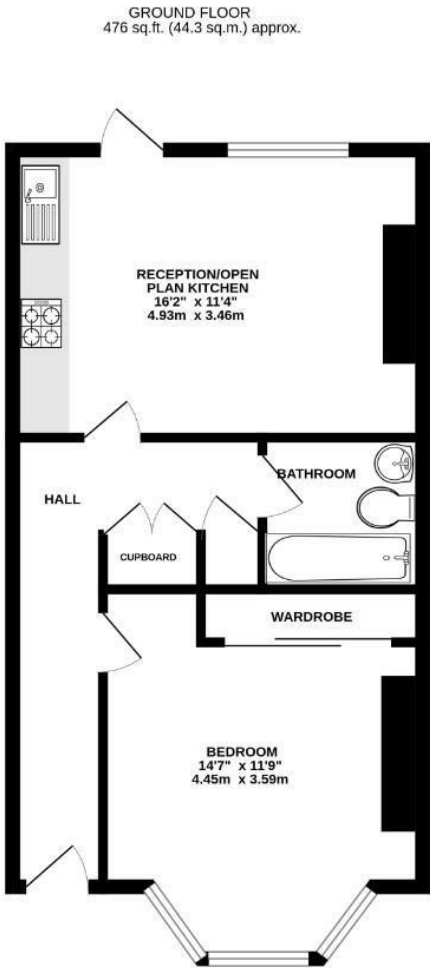 GROUND FLOOR
476 sq.ft. (44.3 sq.m.) approx.
RECEPTION/OPEN
PLAN KITCHEN
16'2" x 11'4"
4.93m x 3.46m
BATHROOM
HALL
CUPBOARD
WARDROBE
BEDROOM
14'7" x 11'9"
4.45m x 3.59m